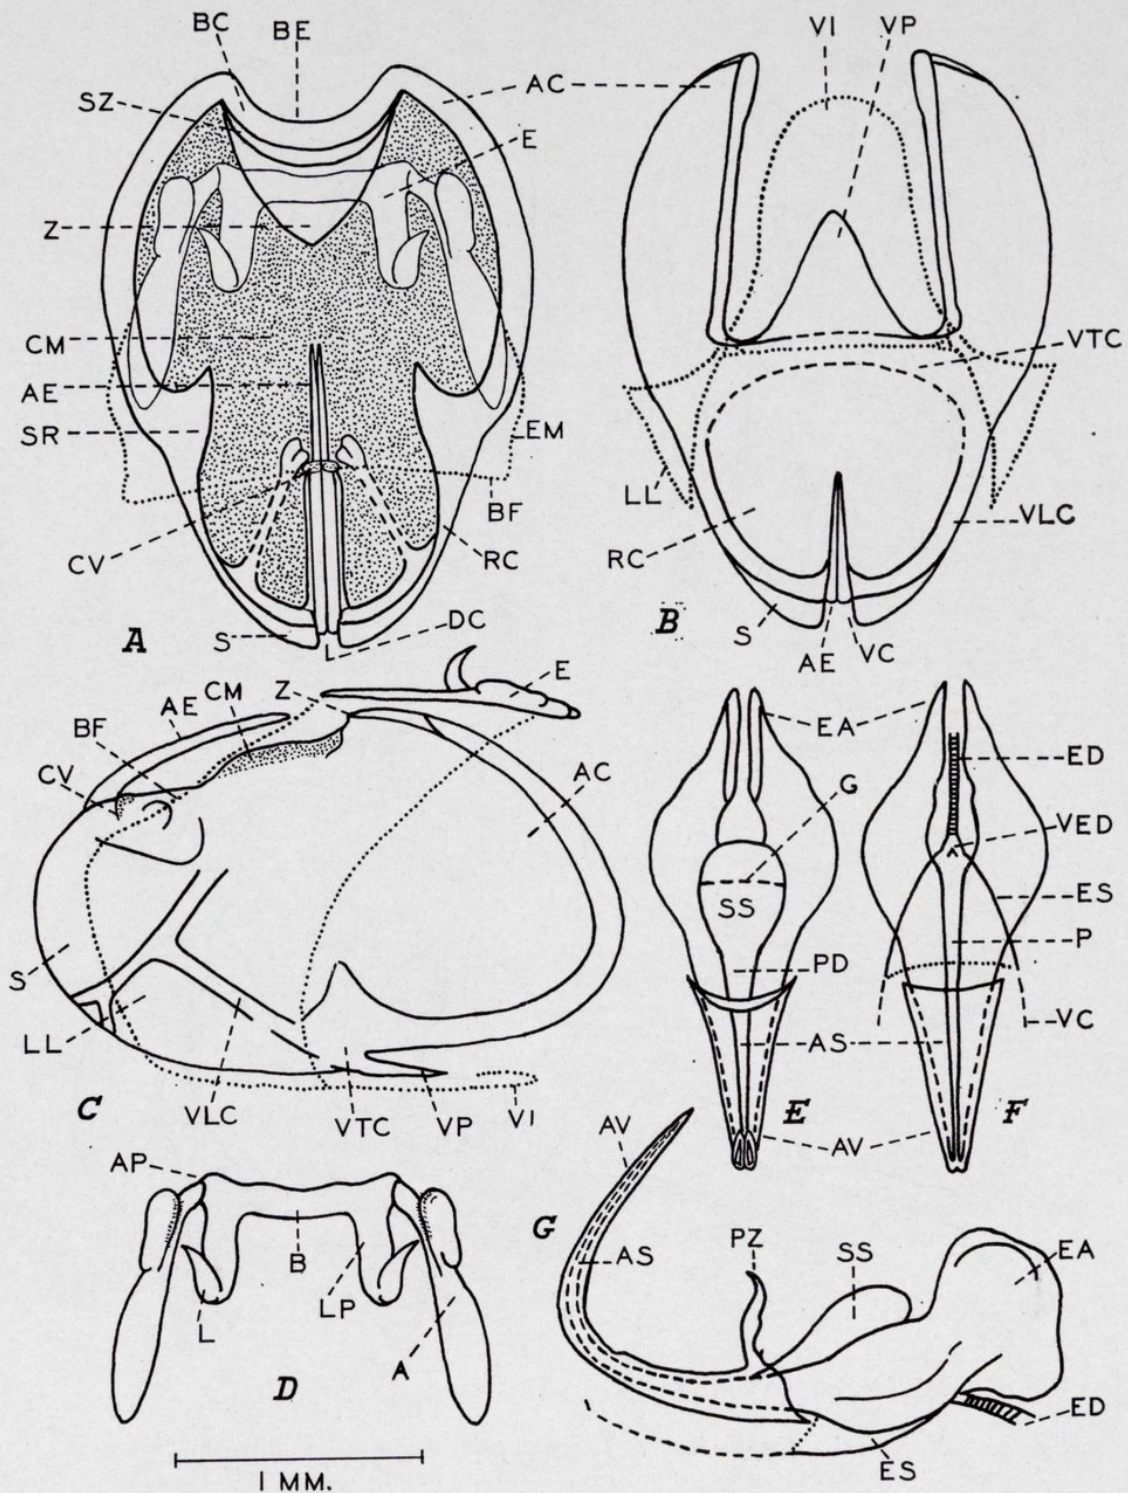 BC
BE
SZ
AC
E
Z
CM
AE
SR
EM
BF
CV
RC
S
DC
A
VI
VP
VTC
LL
VLC
RC
S
AE
VC
B
Z
E
CM
AE
BF
CV
AC
S
LL
VLC
VTC
VP
VI
C
EA
G
SS
PD
AS
AV
E
ED
VED
ES
P
VC
F
AP
B
L
LP
A
D
1 MM.
AV
G
AS
PZ
SS
EA
ED
ES